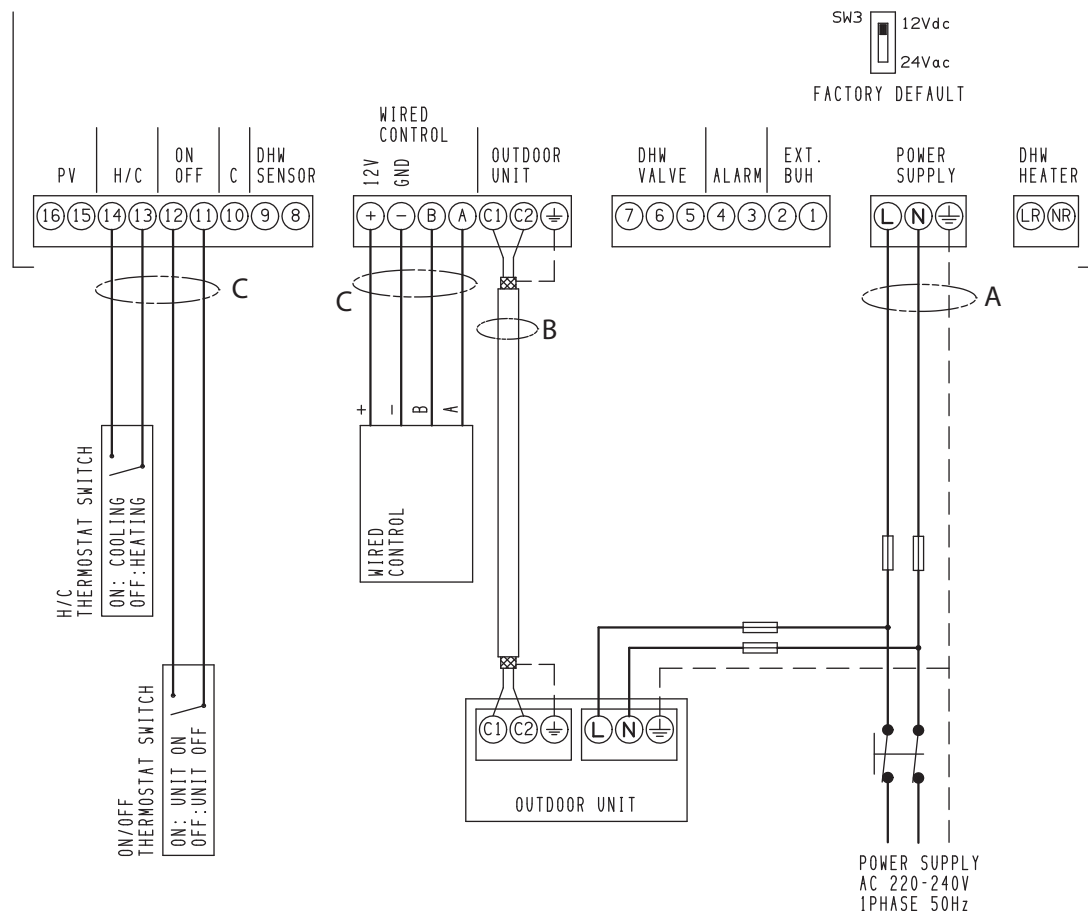 SW3
12Vdc
24Vac
FACTORY DEFAULT
PV
H/C
ON
OFF
C
DHW
SENSOR
WIRED
CONTROL
12V
GND
OUTDOOR
UNIT
DHW
VALVE
ALARM
EXT.
BUH
POWER
SUPPLY
DHW
HEATER
16 15 14 13 12 11 10 9 8
+ - B A C1 C2
7 6 5 4 3 2 1
L N
LR NR
C
C
B
A
+ - B A
WIRED
CONTROL
H/C
THERMOSTAT SWITCH
ON: COOLING
OFF:HEATING
ON/OFF
THERMOSTAT SWITCH
ON: UNIT ON
OFF:UNIT OFF
C1 C2
L N
OUTDOOR UNIT
POWER SUPPLY
AC 220-240V
1PHASE 50Hz